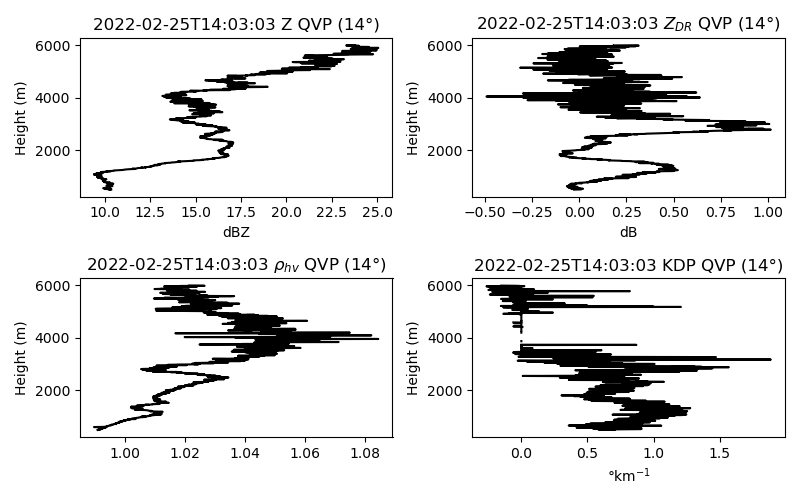 2022-02-25T14:03:03 Z QVP (14°)
6000
4000
2000
Height (m)
10.0 12.5 15.0 17.5 20.0 22.5 25.0
dBZ
2022-02-25T14:03:03 Z_DR QVP (14°)
6000
4000
2000
Height (m)
−0.50 −0.25 0.00 0.25 0.50 0.75 1.00
dB
2022-02-25T14:03:03 ρ_hv QVP (14°)
6000
4000
2000
Height (m)
1.00 1.02 1.04 1.06 1.08
2022-02-25T14:03:03 KDP QVP (14°)
6000
4000
2000
Height (m)
0.0 0.5 1.0 1.5
°km⁻¹